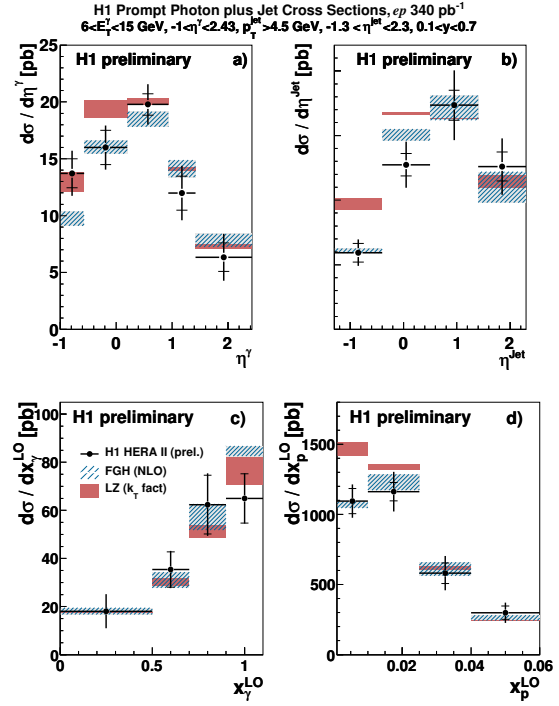 H1 Prompt Photon plus Jet Cross Sections, ep 340 pb⁻¹
6<E_T^γ<15 GeV, -1<η^γ<2.43, p_T^jet>4.5 GeV, -1.3 < η^jet<2.3, 0.1<y<0.7
dσ / dη^γ [pb]
H1 preliminary
a)
25
20
15
10
5
0
-1 0 1 2
η^γ
dσ / dη^Jet [pb]
H1 preliminary
b)
-1 0 1 2
η^Jet
dσ / dx_γ^LO [pb]
H1 preliminary
c)
H1 HERA II (prel.)
FGH (NLO)
LZ (k_T fact)
100
80
60
40
20
0
0 0.5 1
x_γ^LO
dσ / dx_p^LO [pb]
H1 preliminary
d)
1500
1000
500
0
0.02 0.04 0.06
x_p^LO